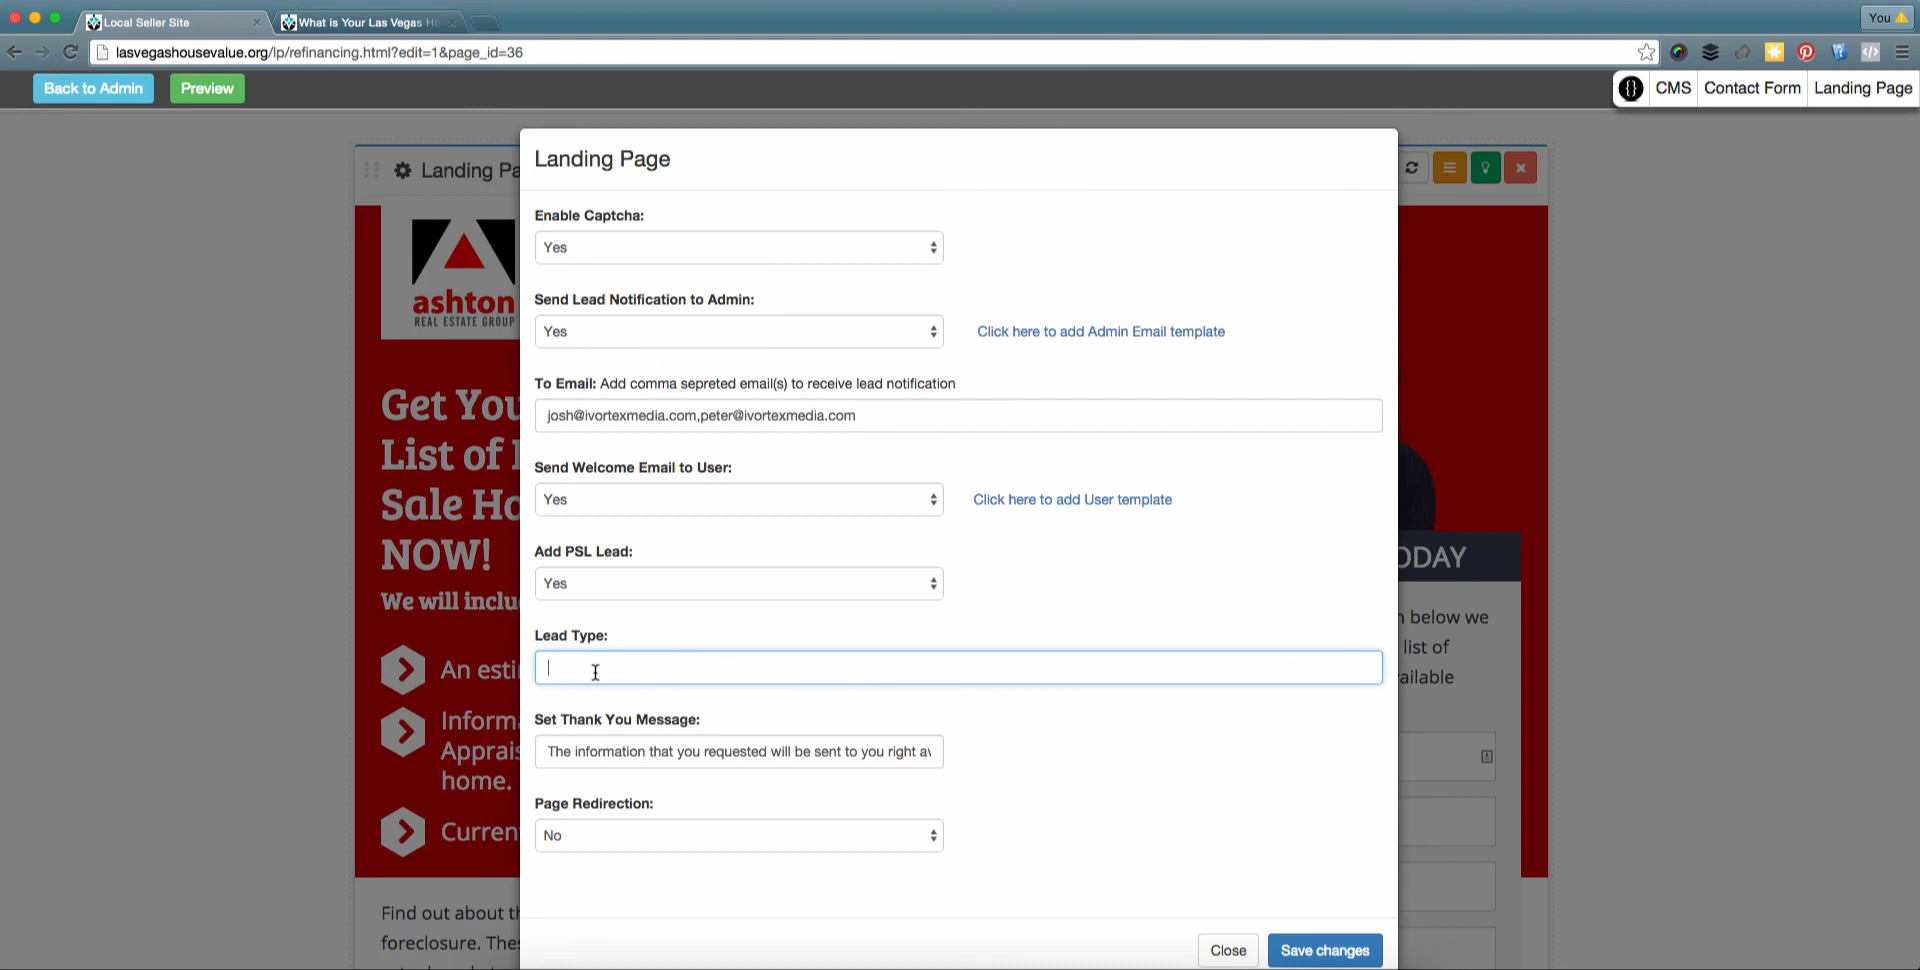 Local Seller Site
What is Your Las Vegas Ho
You
lasvegashousevalue.org/lp/refinancing.html?edit=1&page_id=36
Back to Admin
Preview
CMS
Contact Form
Landing Page
Landing Pa
Landing Page
ashton
REAL ESTATE GROUP
Get You
List of
Sale Ho
NOW!
We will inclu
An esti
Inform
Apprais
home.
Current
Find out about th
foreclosure. Thes
Enable Captcha:
Yes
Send Lead Notification to Admin:
Yes
Click here to add Admin Email template
To Email: Add comma sepreted email(s) to receive lead notification
josh@ivortexmedia.com,peter@ivortexmedia.com
Send Welcome Email to User:
Yes
Click here to add User template
Add PSL Lead:
Yes
Lead Type:
Set Thank You Message:
The information that you requested will be sent to you right av
Page Redirection:
No
Close
Save changes
ODAY
n below we
list of
ailable